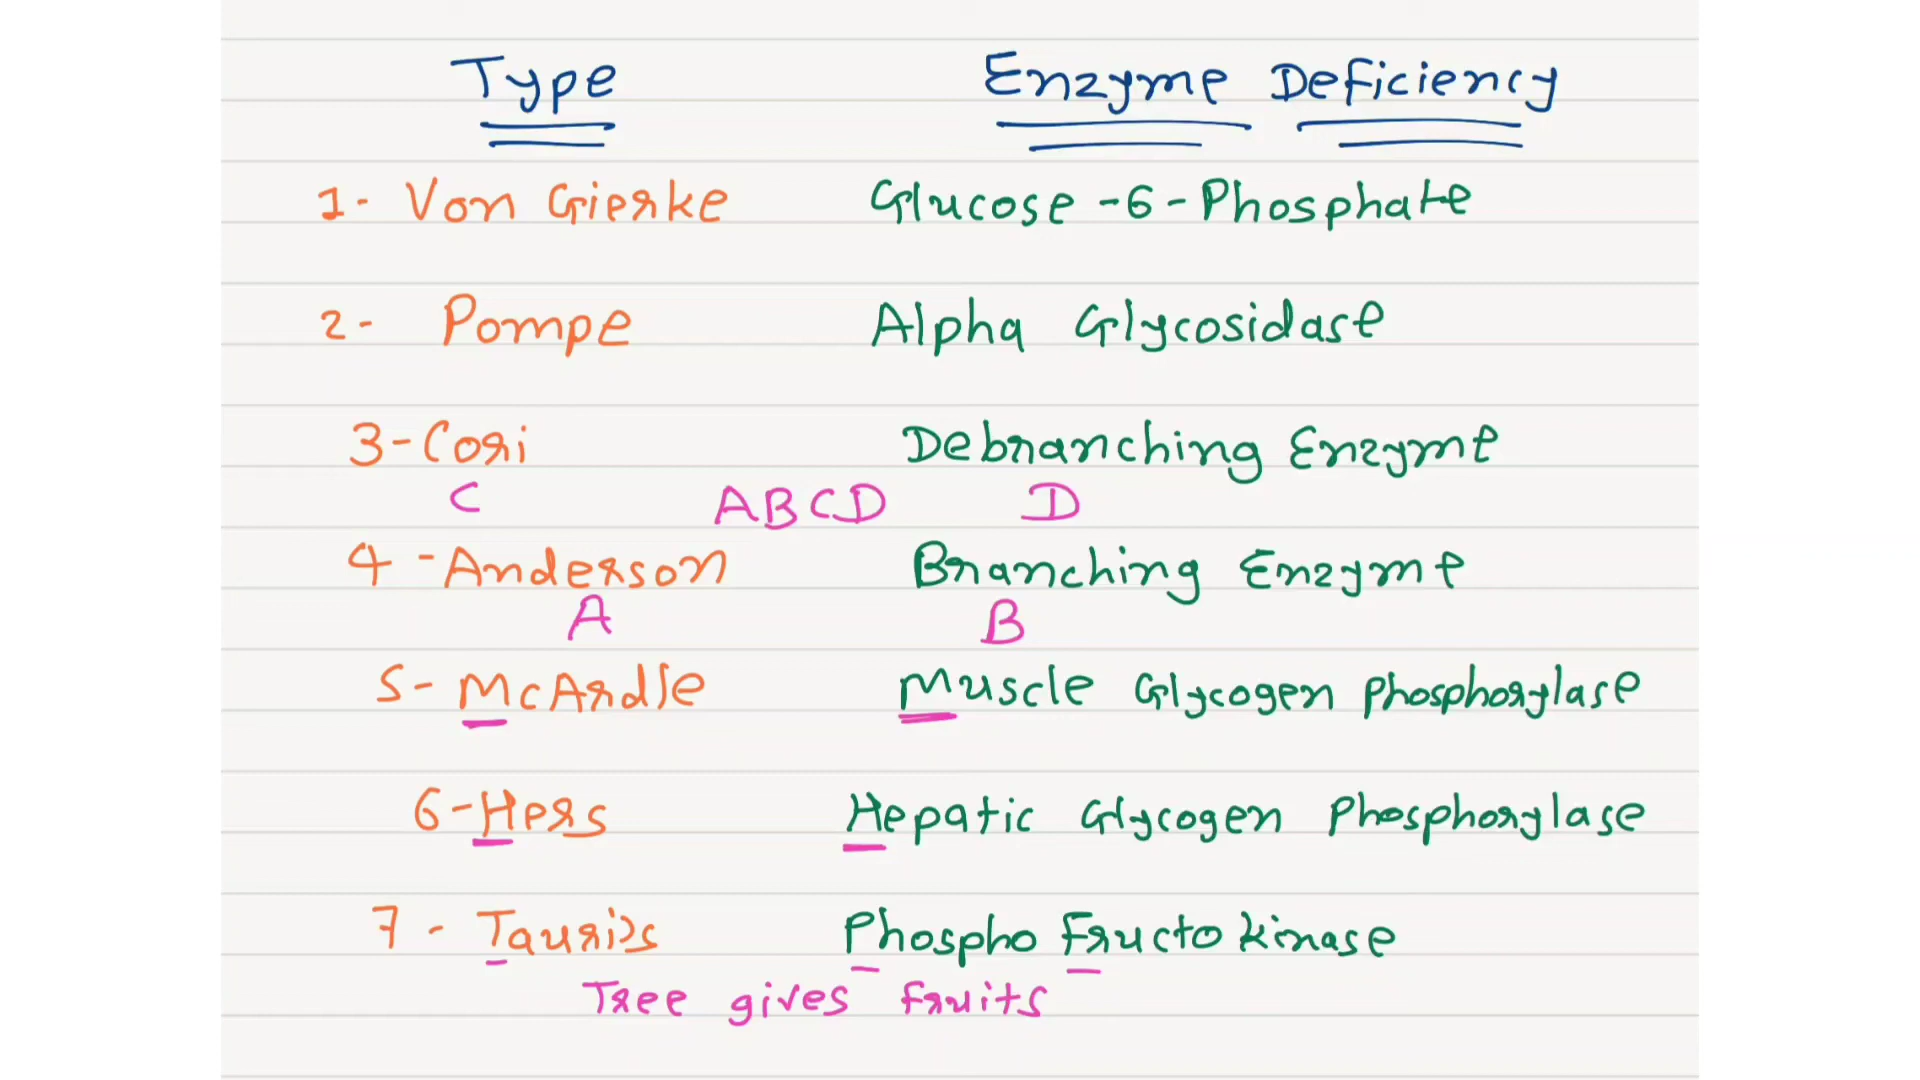 Type Enzyme Deficiency
1- Von Gierke Glucose-6-Phosphate
2- Pompe Alpha Glycosidase
3-Cori Debranching Enzyme
C ABCD D
4-Anderson Branching Enzyme
A B
5-McArdle Muscle Glycogen Phosphorylase
6-Hers Hepatic Glycogen Phosphorylase
7- Tauris Phospho Fructo kinase
Tree gives fruits